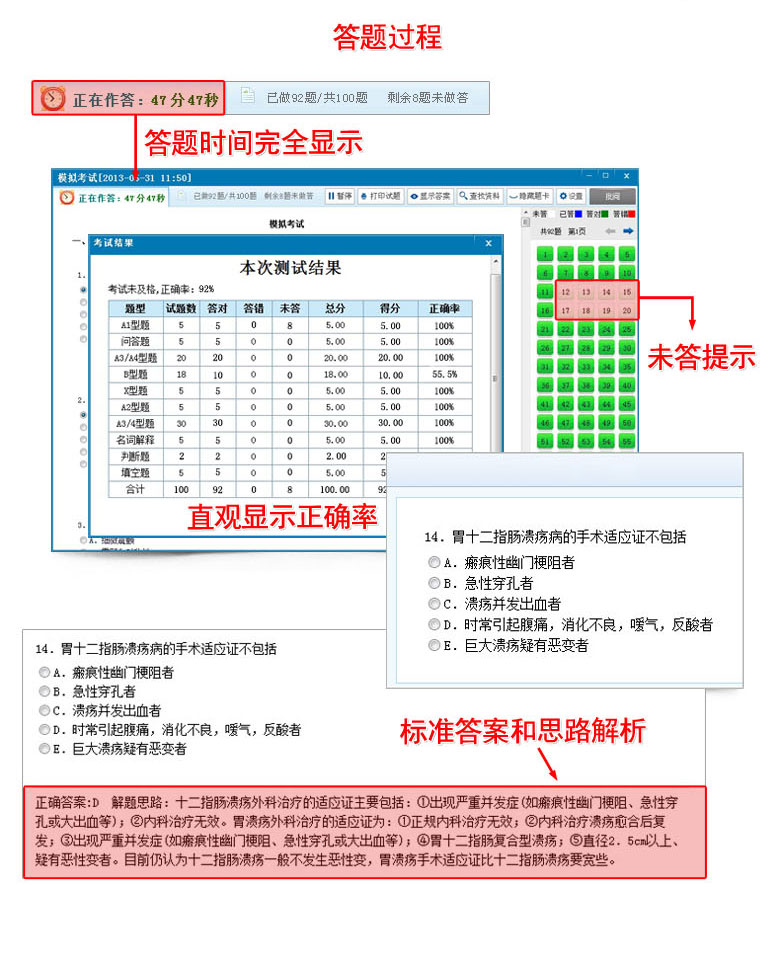 答题过程
正在作答：47分47秒 已做92题/共100题 剩余8题未做答
答题时间完全显示
模拟考试[2013-05-31 11:50]
正在作答：47分47秒 已做92题/共100题 剩余8题未做答 暂停 打印试题 显示答案 查找资料 隐藏题卡 设置
模拟考试
未答 已答 答对 答错
共92题 第1页
一、
考试结果
本次测试结果
考试未及格,正确率: 92%
题型 试题数 答对 答错 未答 总分 得分 正确率
A1型题 5 5 0 8 5.00 5.00 100%
问答题 5 5 0 0 5.00 5.00 100%
A3/A4型题 20 20 0 0 20.00 20.00 100%
B型题 18 10 0 0 18.00 10.00 55.5%
X型题 5 5 0 0 5.00 5.00 100%
A2型题 5 5 0 0 5.00 5.00 100%
A3/4型题 30 30 0 0 30.00 30.00 100%
名词解释 5 5 0 0 5.00 5.00 100%
判断题 2 2 0 0 2.00 2
填空题 5 5 0 0 5.00 5
合计 100 92 0 8 100.00 92
1.
2.
3.
直观显示正确率
1 2 3 4 5
6 7 8 9 10
11 12 13 14 15
16 17 18 19 20
21 22 23 24 25
26 27 28 29 30
31 32 33 34 35
36 37 38 39 40
41 42 43 44 45
46 47 48 49 50
51 52 53 54 55
未答提示
14. 胃十二指肠溃疡病的手术适应证不包括
A. 瘢痕性幽门梗阻者
B. 急性穿孔者
C. 溃疡并发出血者
D. 时常引起腹痛，消化不良，嗳气，反酸者
E. 巨大溃疡疑有恶变者
14. 胃十二指肠溃疡病的手术适应证不包括
A. 瘢痕性幽门梗阻者
B. 急性穿孔者
C. 溃疡并发出血者
D. 时常引起腹痛，消化不良，嗳气，反酸者
E. 巨大溃疡疑有恶变者
标准答案和思路解析
正确答案:D 解题思路：十二指肠溃疡外科治疗的适应证主要包括：①出现严重并发症(如瘢痕性幽门梗阻、急性穿
孔或大出血等)；②内科治疗无效。胃溃疡外科治疗的适应证为：①正规内科治疗无效；②内科治疗溃疡愈合后复
发；③出现严重并发症(如瘢痕性幽门梗阻、急性穿孔或大出血等)；④胃十二指肠复合型溃疡；⑤直径2．5cm以上、
疑有恶性变者。目前仍认为十二指肠溃疡一般不发生恶性变，胃溃疡手术适应证比十二指肠溃疡要宽些。